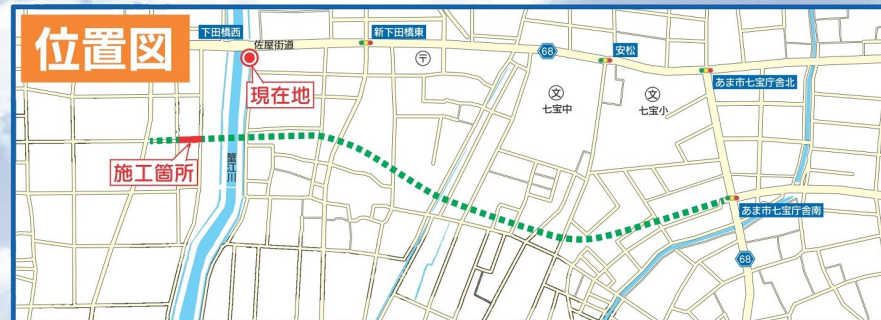 位置図
下田橋西
佐屋街道
新下田橋東
〒
68
安松
あま市七宝庁舎北
現在地
文
七宝中
文
七宝小
施工箇所
蟹江川
あま市七宝庁舎南
68